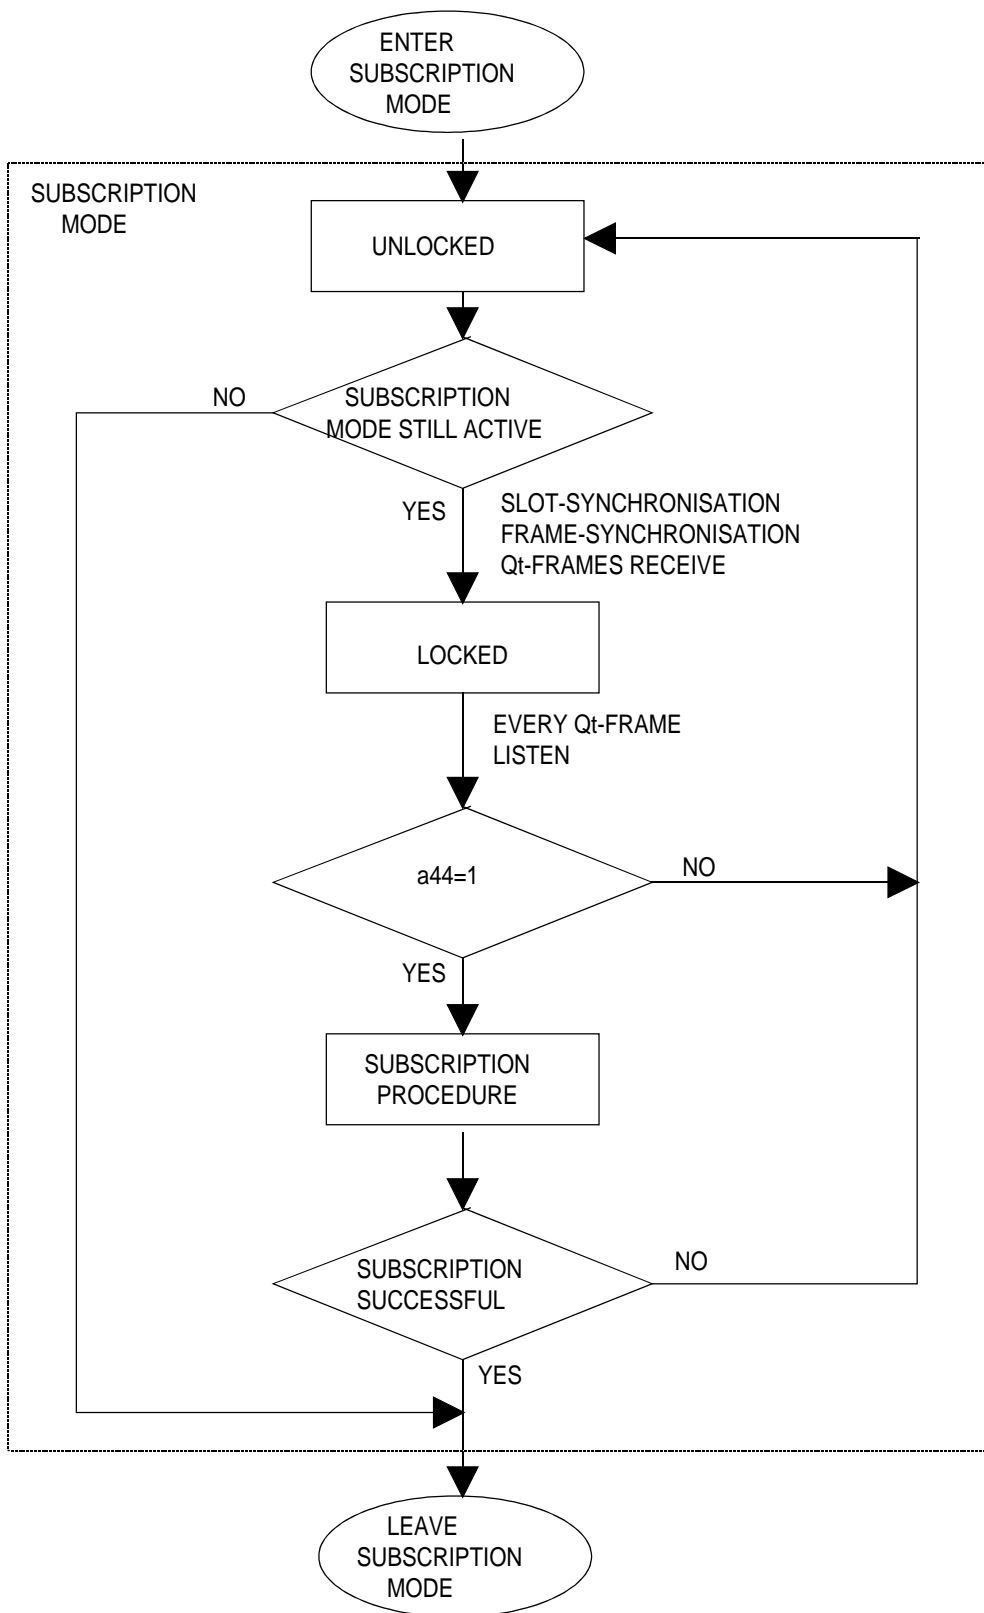 ENTER
SUBSCRIPTION
MODE
SUBSCRIPTION
MODE
UNLOCKED
NO
SUBSCRIPTION
MODE STILL ACTIVE
YES
SLOT-SYNCHRONISATION
FRAME-SYNCHRONISATION
Qt-FRAMES RECEIVE
LOCKED
EVERY Qt-FRAME
LISTEN
a44=1
NO
YES
SUBSCRIPTION
PROCEDURE
SUBSCRIPTION
SUCCESSFUL
NO
YES
LEAVE
SUBSCRIPTION
MODE